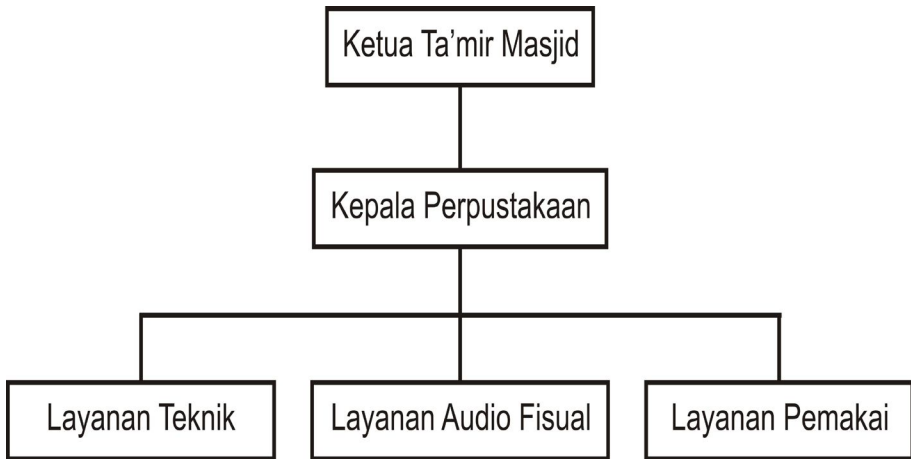 Ketua Ta’mir Masjid
Kepala Perpustakaan
Layanan Teknik
Layanan Audio Fisual
Layanan Pemakai